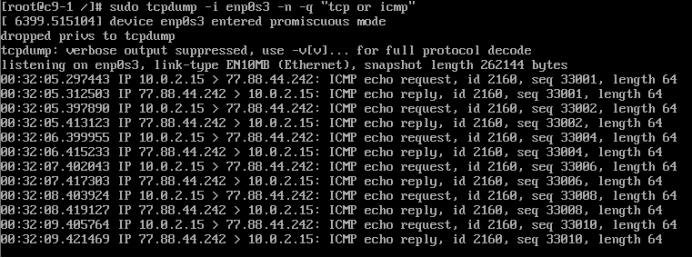 [root@c9-1 /]# sudo tcpdump -i enp0s3 -n -q "tcp or icmp"
[ 6399.515104] device enp0s3 entered promiscuous mode
dropped privs to tcpdump
tcpdump: verbose output suppressed, use -v[v]... for full protocol decode
listening on enp0s3, link-type EN10MB (Ethernet), snapshot length 262144 bytes
00:32:05.297443 IP 10.0.2.15 > 77.88.44.242: ICMP echo request, id 2160, seq 33001, length 64
00:32:05.312503 IP 77.88.44.242 > 10.0.2.15: ICMP echo reply, id 2160, seq 33001, length 64
00:32:05.397890 IP 10.0.2.15 > 77.88.44.242: ICMP echo request, id 2160, seq 33002, length 64
00:32:05.413123 IP 77.88.44.242 > 10.0.2.15: ICMP echo reply, id 2160, seq 33002, length 64
00:32:06.399955 IP 10.0.2.15 > 77.88.44.242: ICMP echo request, id 2160, seq 33004, length 64
00:32:06.415233 IP 77.88.44.242 > 10.0.2.15: ICMP echo reply, id 2160, seq 33004, length 64
00:32:07.402043 IP 10.0.2.15 > 77.88.44.242: ICMP echo request, id 2160, seq 33006, length 64
00:32:07.417303 IP 77.88.44.242 > 10.0.2.15: ICMP echo reply, id 2160, seq 33006, length 64
00:32:08.403924 IP 10.0.2.15 > 77.88.44.242: ICMP echo request, id 2160, seq 33008, length 64
00:32:08.419127 IP 77.88.44.242 > 10.0.2.15: ICMP echo reply, id 2160, seq 33008, length 64
00:32:09.405764 IP 10.0.2.15 > 77.88.44.242: ICMP echo request, id 2160, seq 33010, length 64
00:32:09.421469 IP 77.88.44.242 > 10.0.2.15: ICMP echo reply, id 2160, seq 33010, length 64